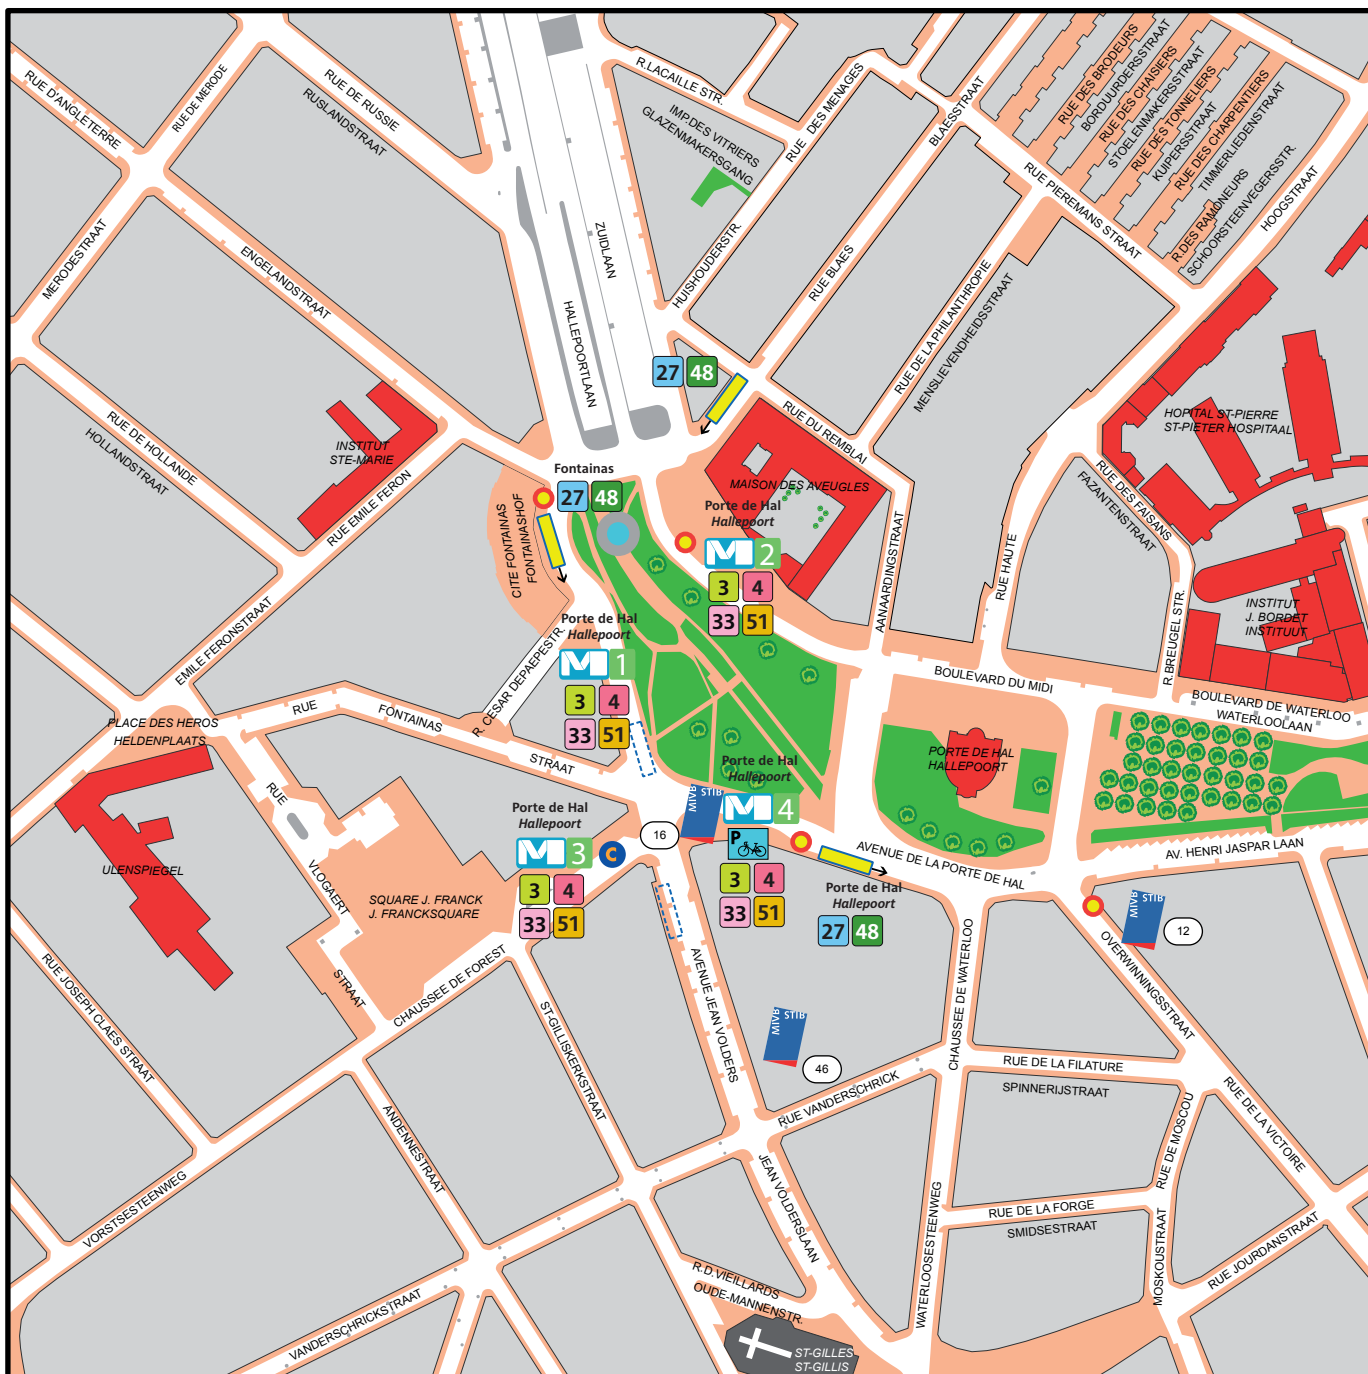 RUE D'ANGLETERRE
RUE DE MERODE
RUE DE RUSSIE
RUSLANDSTRAAT
R.LACAILLE STR.
IMP.DES VITRIERS
GLAZENMAKERSGANG
RUE DES MENAGES
HUISHOUDERSTR.
BLAESSTRAAT
RUE BLAES
RUE DES BRODEURS
BORDUURDERSSTRAAT
RUE DES CHAISIERS
STOELENMAKERSSTRAAT
RUE DES TONNELIERS
KUIPERSSTRAAT
RUE DES CHARPENTIERS
TIMMERLIEDENSTRAAT
R.DES RAMONEURS
SCHOORSTEENVEGERSSTR.
HOOGSTRAAT
RUE PIEREMANS STRAAT
MERODESTRAAT
ENGELANDSTRAAT
ZUIDLAAN
HALLEPOORTLAAN
RUE DE LA PHILANTHROPIE
MENSLIEVENDHEIDSSTRAAT
27 48
RUE DU REMBLAI
RUE DE HOLLANDE
HOLLANDSTRAAT
INSTITUT
STE-MARIE
RUE EMILE FERON
EMILE FERONSTRAAT
HOPITAL ST-PIERRE
ST-PIETER HOSPITAAL
RUE DES FAISANS
FAZANTENSTRAAT
MAISON DES AVEUGLES
Fontainas
27 48
CITE FONTAINAS
FONTAINASHOF
Porte de Hal
Hallepoort
M 2
3 4
33 51
AANAARDINGSTRAAT
RUE HAUTE
R.BREUGEL STR.
INSTITUT
J. BORDET
INSTITUUT
Porte de Hal
Hallepoort
M 1
3 4
33 51
R. CESAR DEPAEPESTR.
BOULEVARD DU MIDI
BOULEVARD DE WATERLOO
WATERLOOLAAN
PLACE DES HEROS
HELDENPLAATS
RUE FONTAINAS STRAAT
PORTE DE HAL
HALLEPOORT
Porte de Hal
Hallepoort
M 4
P
3 4
33 51
MIVB STIB
16
Porte de Hal
Hallepoort
M 3 C
3 4
33 51
RUE VLOGAERT STRAAT
ULENSPIEGEL
SQUARE J. FRANCK
J. FRANCKSQUARE
AVENUE DE LA PORTE DE HAL
AV. HENRI JASPAR LAAN
Porte de Hal
Hallepoort
27 48
MIVB STIB
12
CHAUSSEE DE FOREST
VORSTSESTEENWEG
RUE JOSEPH CLAES STRAAT
ST-GILLISKERKSTRAAT
AVENUE JEAN VOLDERS
JEAN VOLDERSLAAN
MIVB STIB
46
CHAUSSEE DE WATERLOO
WATERLOOSESTEENWEG
OVERWINNINGSSTRAAT
RUE DE LA VICTOIRE
RUE DE LA FILATURE
SPINNERIJSTRAAT
RUE VANDERSCHRICK
VANDERSCHRICKSTRAAT
ANDENNESTRAAT
RUE DE MOSCOU
MOSKOUSTRAAT
RUE DE LA FORGE
SMIDSESTRAAT
RUE JOURDANSTRAAT
R.D.VIEILLARDS
OUDE-MANNENSTR.
ST-GILLES
ST-GILLIS